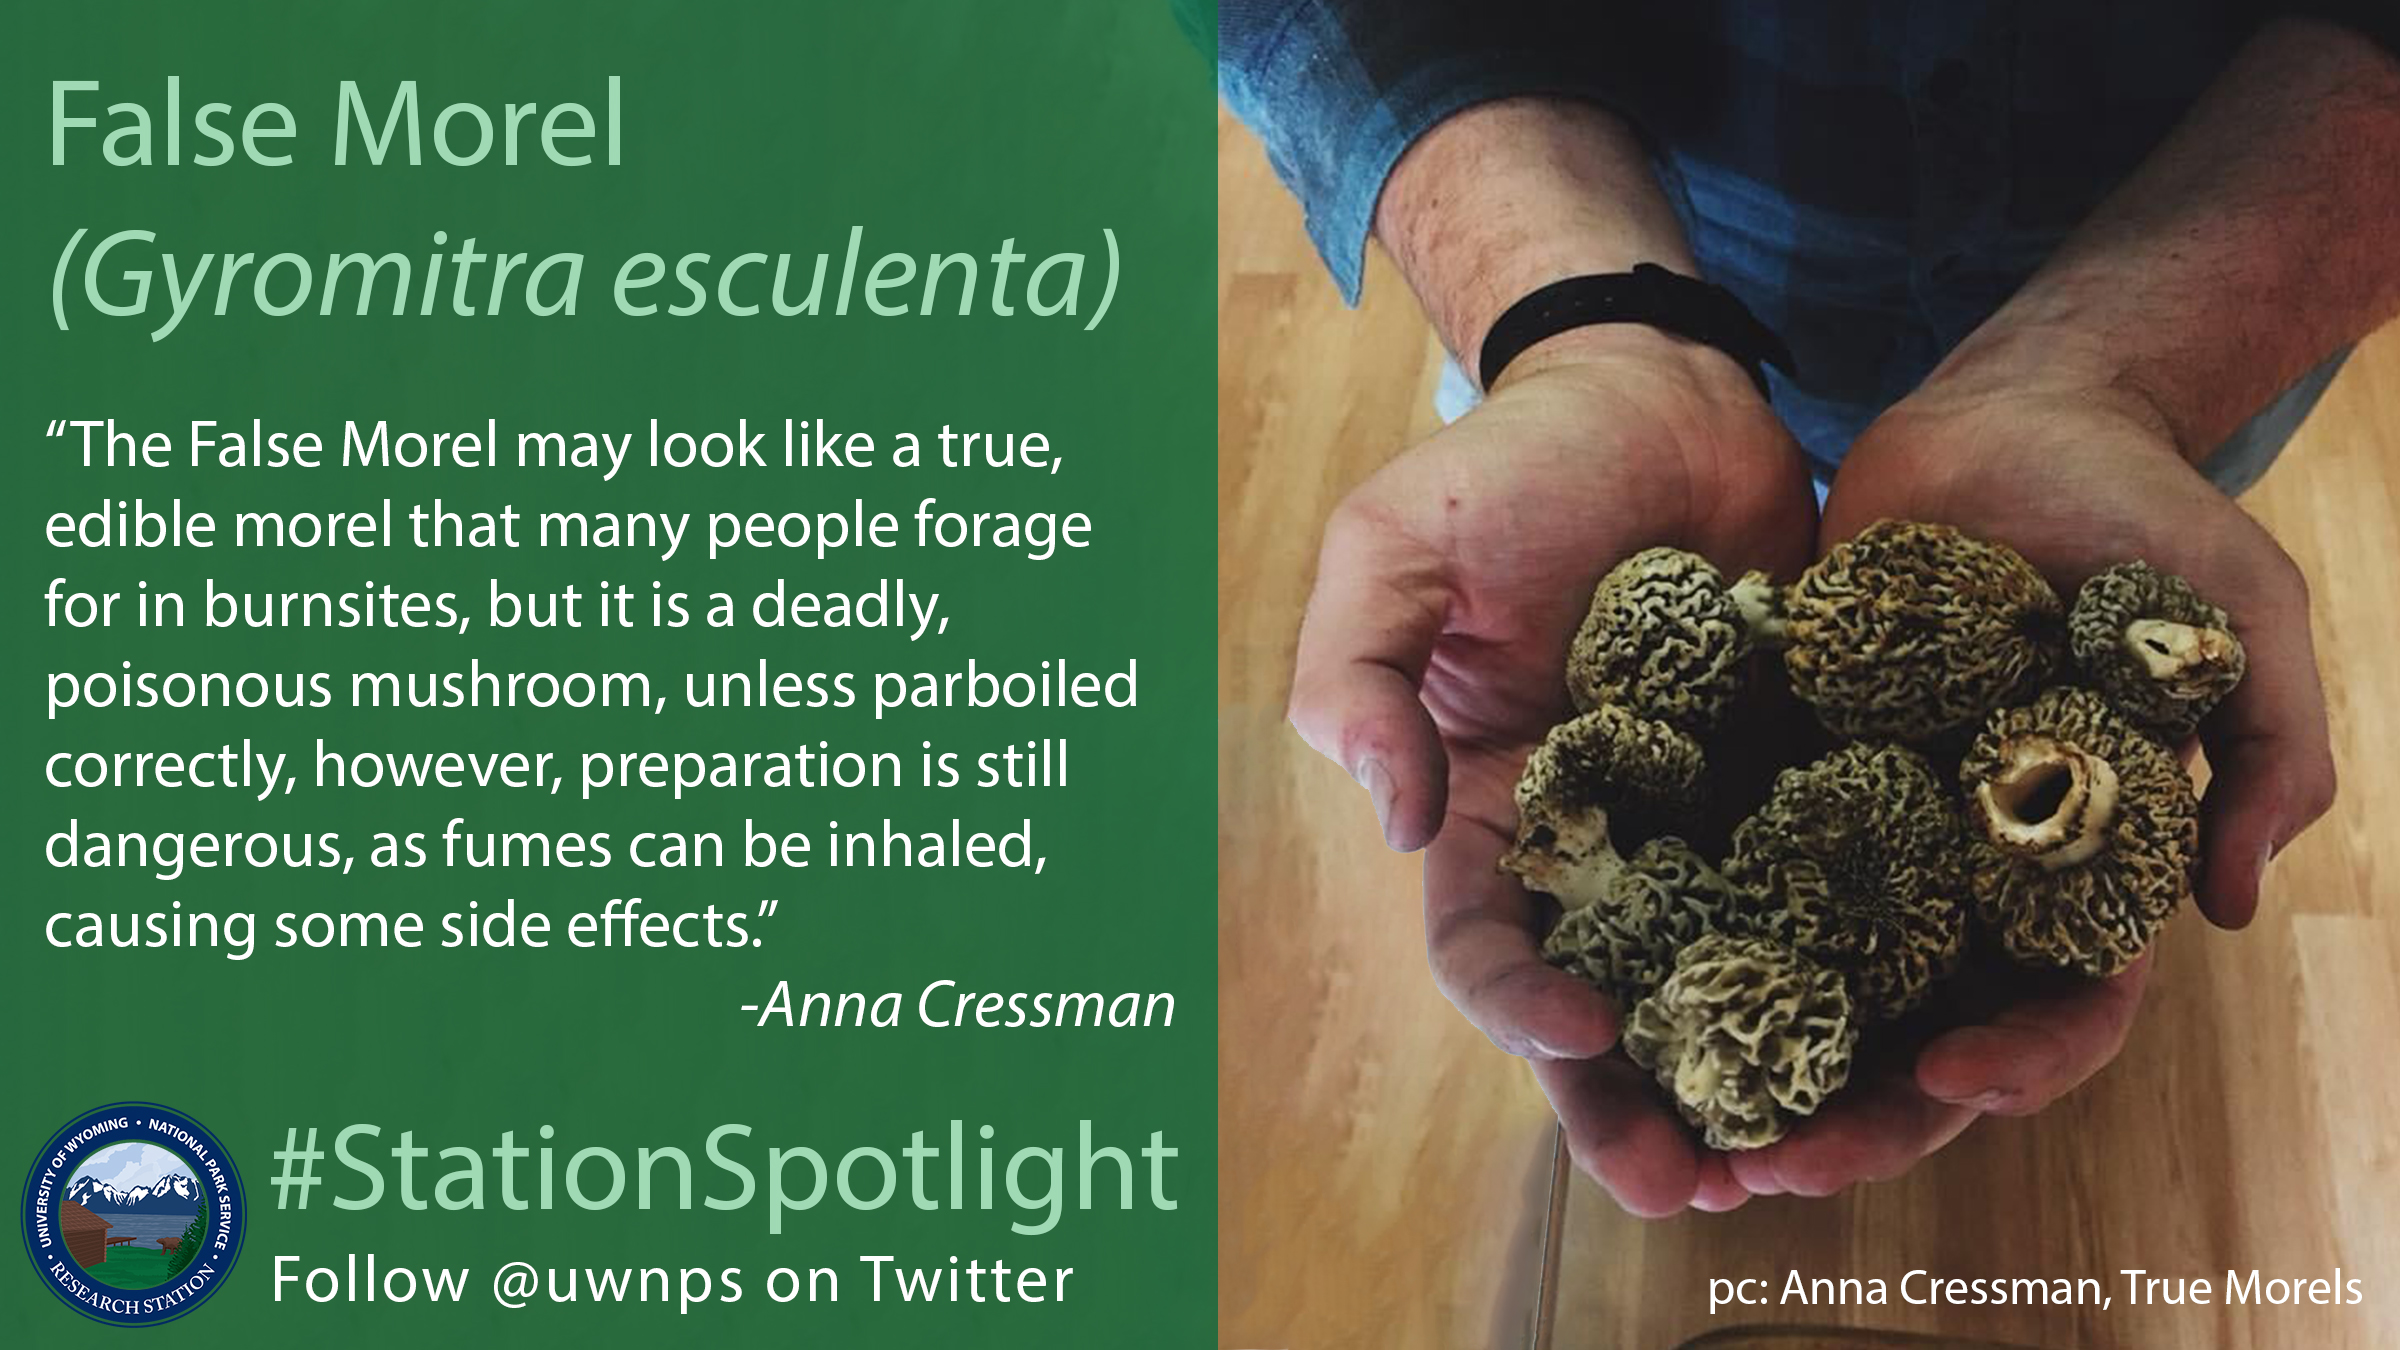 False Morel
(Gyromitra esculenta)
“The False Morel may look like a true,
edible morel that many people forage
for in burnsites, but it is a deadly,
poisonous mushroom, unless parboiled
correctly, however, preparation is still
dangerous, as fumes can be inhaled,
causing some side effects.”
-Anna Cressman
UNIVERSITY OF WYOMING • NATIONAL PARK SERVICE
• RESEARCH STATION •
#StationSpotlight
Follow @uwnps on Twitter
pc: Anna Cressman, True Morels